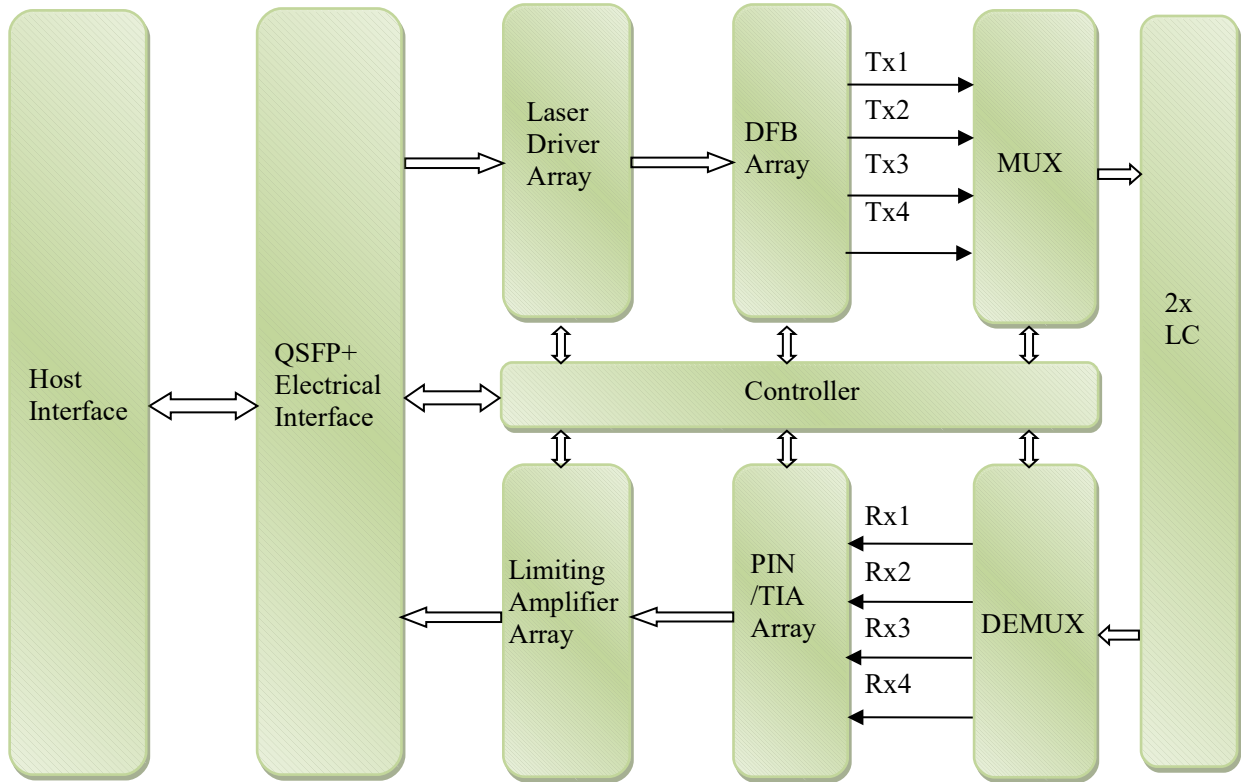 Host
Interface
QSFP+
Electrical
Interface
Laser
Driver
Array
DFB
Array
Tx1
Tx2
Tx3
Tx4
MUX
2x
LC
Controller
Limiting
Amplifier
Array
PIN
/TIA
Array
Rx1
Rx2
Rx3
Rx4
DEMUX